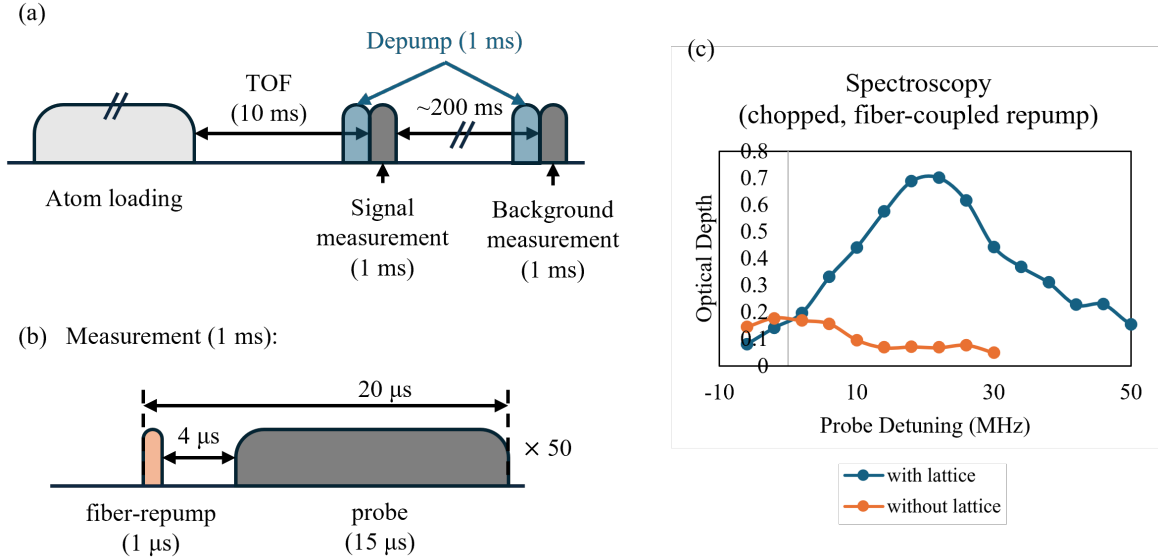 (a)
Depump (1 ms)
TOF
(10 ms)
~200 ms
Atom loading
Signal
measurement
(1 ms)
Background
measurement
(1 ms)
(b) Measurement (1 ms):
20 μs
4 μs
× 50
fiber-repump
(1 μs)
probe
(15 μs)
(c)
Spectroscopy
(chopped, fiber-coupled repump)
Optical Depth
0.8
0.7
0.6
0.5
0.4
0.3
0.2
0.1
0
-10
10
30
50
Probe Detuning (MHz)
with lattice
without lattice